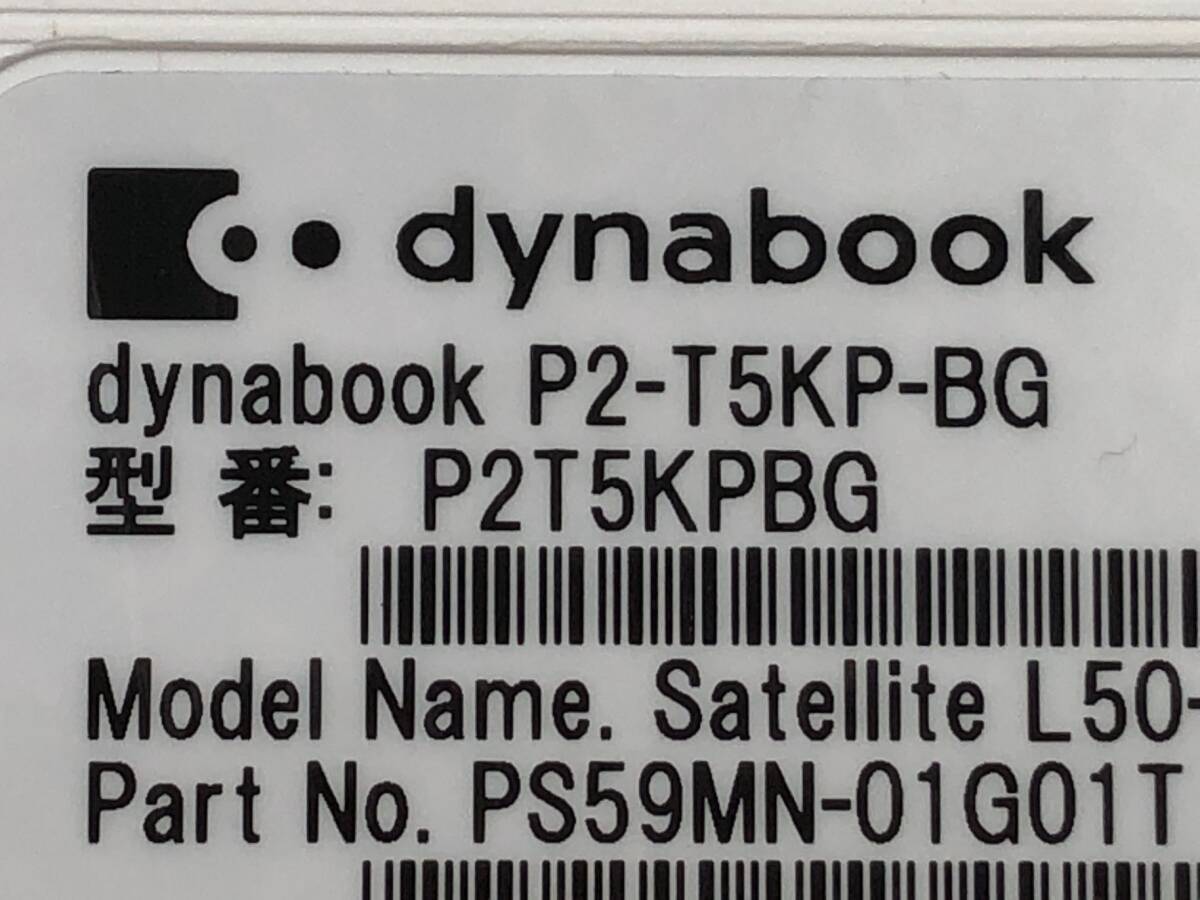 dynabook
dynabook P2-T5KP-BG
型 番: P2T5KPBG
Model Name. Satellite L50-
Part No. PS59MN-01G01T